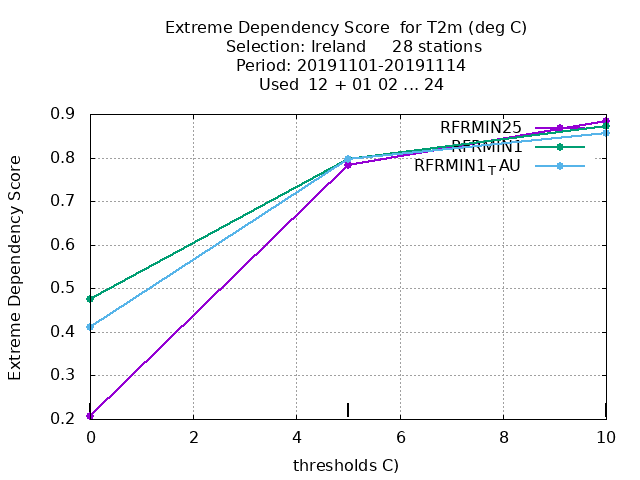 Extreme Dependency Score  for T2m (deg C)
Selection: Ireland     28 stations
Period: 20191101-20191114
Used  12 + 01 02 ... 24
Extreme Dependency Score
0.9
0.8
0.7
0.6
0.5
0.4
0.3
0.2
RFRMIN25
RFRMIN1
RFRMIN1TAU
0 2 4 6 8 10
thresholds C)